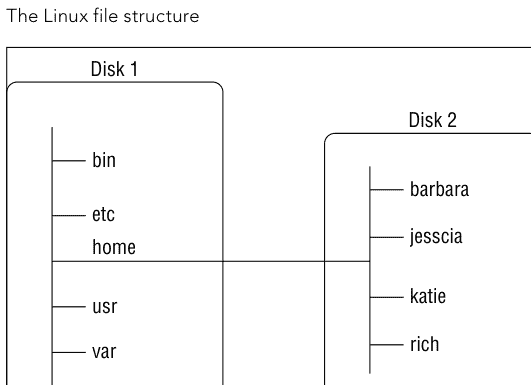 The Linux file structure
Disk 1
bin
etc
home
usr
var
Disk 2
barbara
jesscia
katie
rich